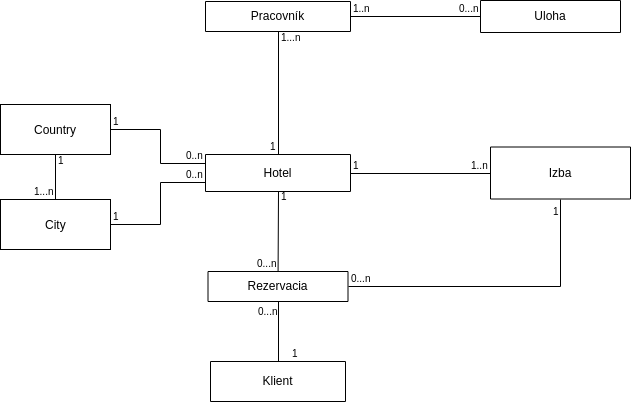 Pracovník
1..n
0...n
Uloha
1...n
Country
1
1
0..n
0..n
1
Hotel
1
1..n
Izba
1
1...n
City
1
1
0...n
Rezervacia
0...n
1
0...n
1
Klient